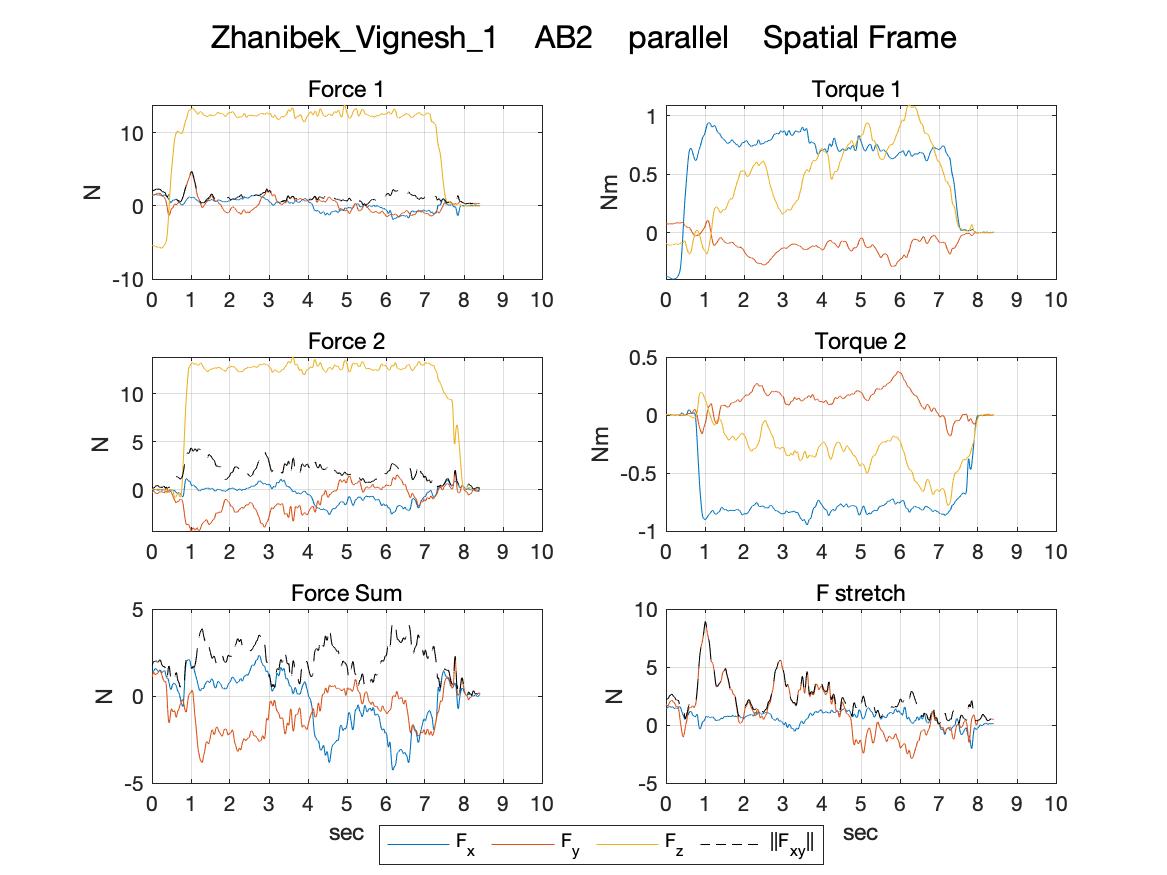 Zhanibek_Vignesh_1 AB2 parallel Spatial Frame
Force 1
N
10
0
-10
0 1 2 3 4 5 6 7 8 9 10
Torque 1
Nm
1
0.5
0
0 1 2 3 4 5 6 7 8 9 10
Force 2
N
10
5
0
0 1 2 3 4 5 6 7 8 9 10
Torque 2
Nm
0.5
0
-0.5
-1
0 1 2 3 4 5 6 7 8 9 10
Force Sum
N
5
0
-5
0 1 2 3 4 5 6 7 8 9 10
sec
F stretch
N
10
5
0
-5
0 1 2 3 4 5 6 7 8 9 10
sec
F_x F_y F_z ||F_xy||